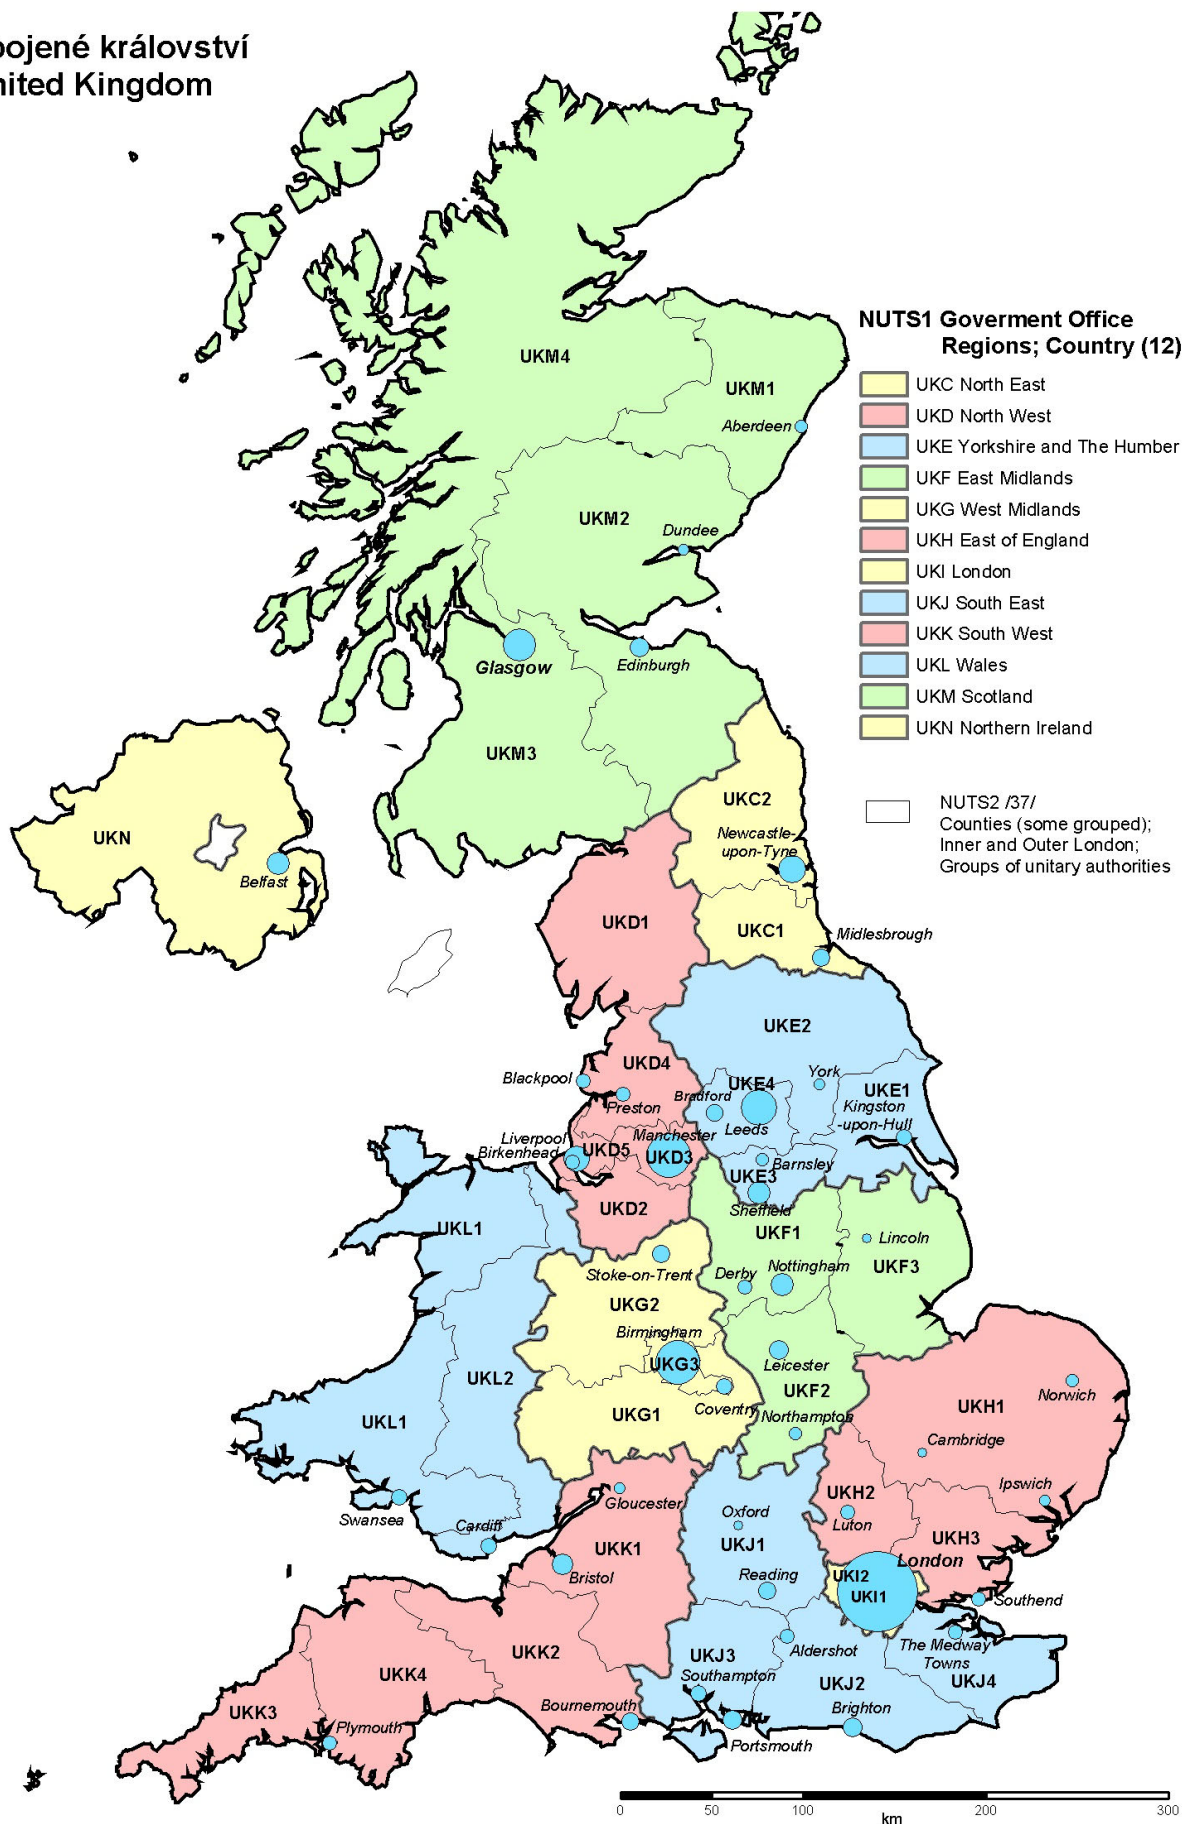 pojené království
nited Kingdom
NUTS1 Goverment Office
Regions; Country (12)
UKC North East
UKD North West
UKE Yorkshire and The Humber
UKF East Midlands
UKG West Midlands
UKH East of England
UKI London
UKJ South East
UKK South West
UKL Wales
UKM Scotland
UKN Northern Ireland
NUTS2 /37/
Counties (some grouped);
Inner and Outer London;
Groups of unitary authorities
UKM4
UKM1
Aberdeen
UKM2
Dundee
Glasgow
Edinburgh
UKM3
UKC2
Newcastle-
upon-Tyne
UKN
Belfast
UKD1
UKC1
Midlesbrough
UKE2
UKD4
Blackpool
Preston
UKE4
Bradford
Leeds
York
UKE1
Kingston
-upon-Hull
Liverpool
Birkenhead
UKD5
Manchester
UKD3
UKE3
Barnsley
Sheffield
UKD2
UKL1
UKF1
Lincoln
UKF3
Stoke-on-Trent
Derby
Nottingham
UKG2
Birmingham
UKG3
Leicester
UKL2
UKF2
Coventry
Northampton
UKG1
UKL1
UKH1
Norwich
Cambridge
Ipswich
Swansea
Cardiff
Gloucester
Oxford
UKJ1
UKH2
Luton
UKH3
London
UKK1
Bristol
Reading
UKI2
UKI1
Southend
UKK2
UKJ3
Southampton
Aldershot
The Medway
Towns
UKK4
UKJ2
UKJ4
UKK3
Plymouth
Bournemouth
Brighton
Portsmouth
0 50 100 200 300
km